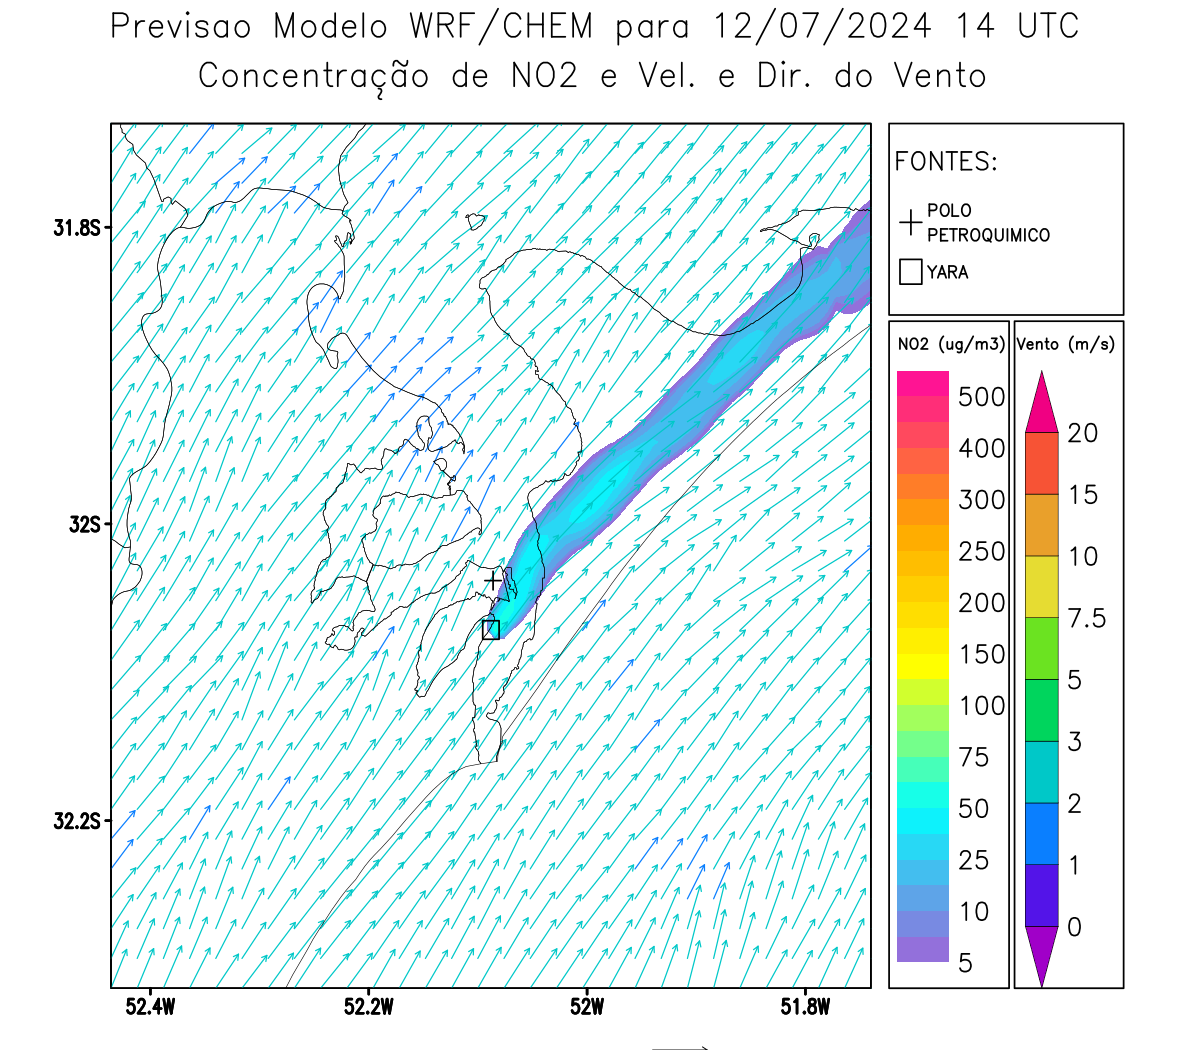 Previsao Modelo WRF/CHEM para 12/07/2024 14 UTC
Concentração de NO2 e Vel. e Dir. do Vento
FONTES:
POLO
PETROQUIMICO
YARA
NO2 (ug/m3)
500
400
300
250
200
150
100
75
50
25
10
5
Vento (m/s)
20
15
10
7.5
5
3
2
1
0
31.8S
32S
32.2S
52.4W 52.2W 52W 51.8W